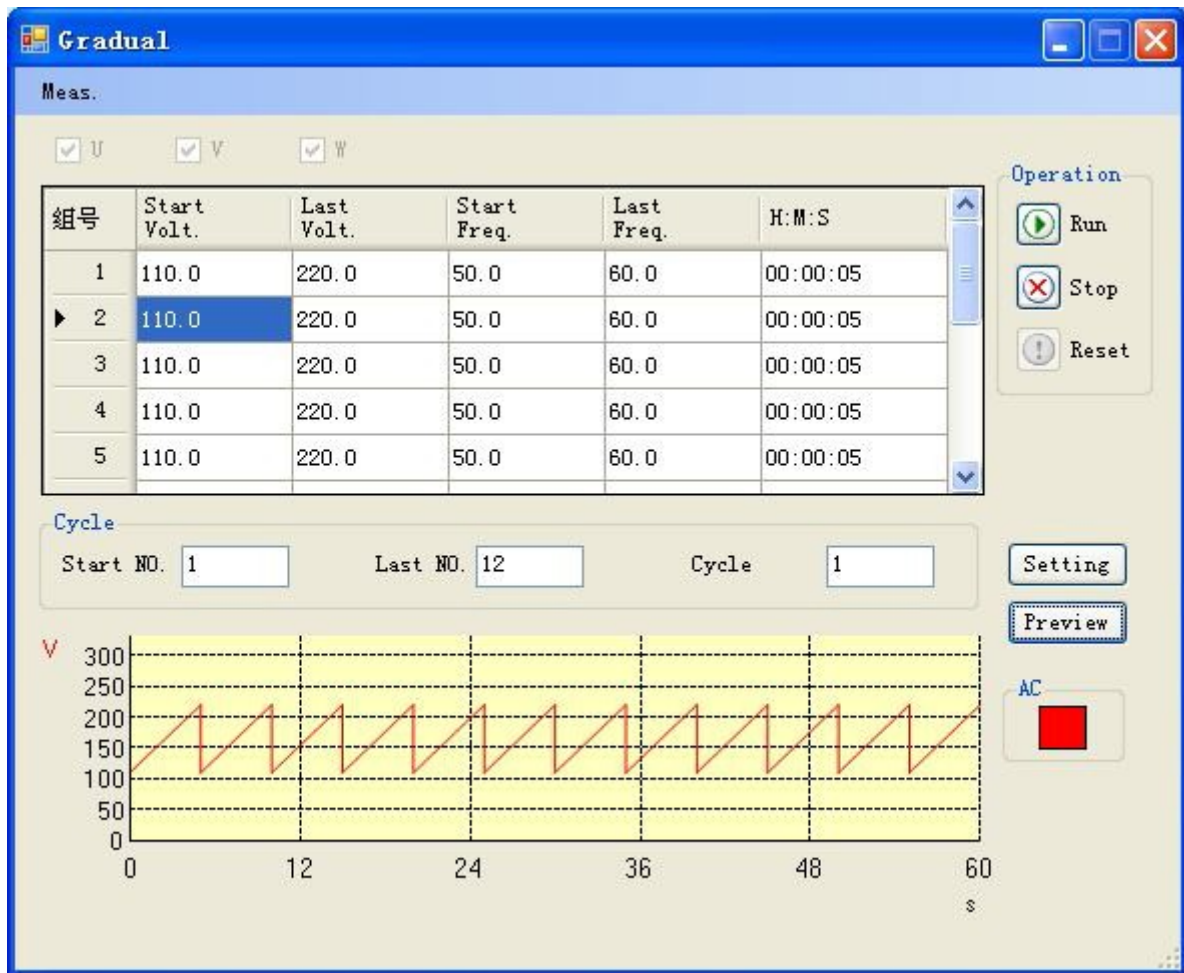 Gradual
Meas.
U V W
组号 Start Volt. Last Volt. Start Freq. Last Freq. H:M:S
1 110.0 220.0 50.0 60.0 00:00:05
2 110.0 220.0 50.0 60.0 00:00:05
3 110.0 220.0 50.0 60.0 00:00:05
4 110.0 220.0 50.0 60.0 00:00:05
5 110.0 220.0 50.0 60.0 00:00:05
Operation
Run
Stop
Reset
Cycle
Start NO. 1 Last NO. 12 Cycle 1
Setting
Preview
AC
V
300
250
200
150
100
50
0
0 12 24 36 48 60
s